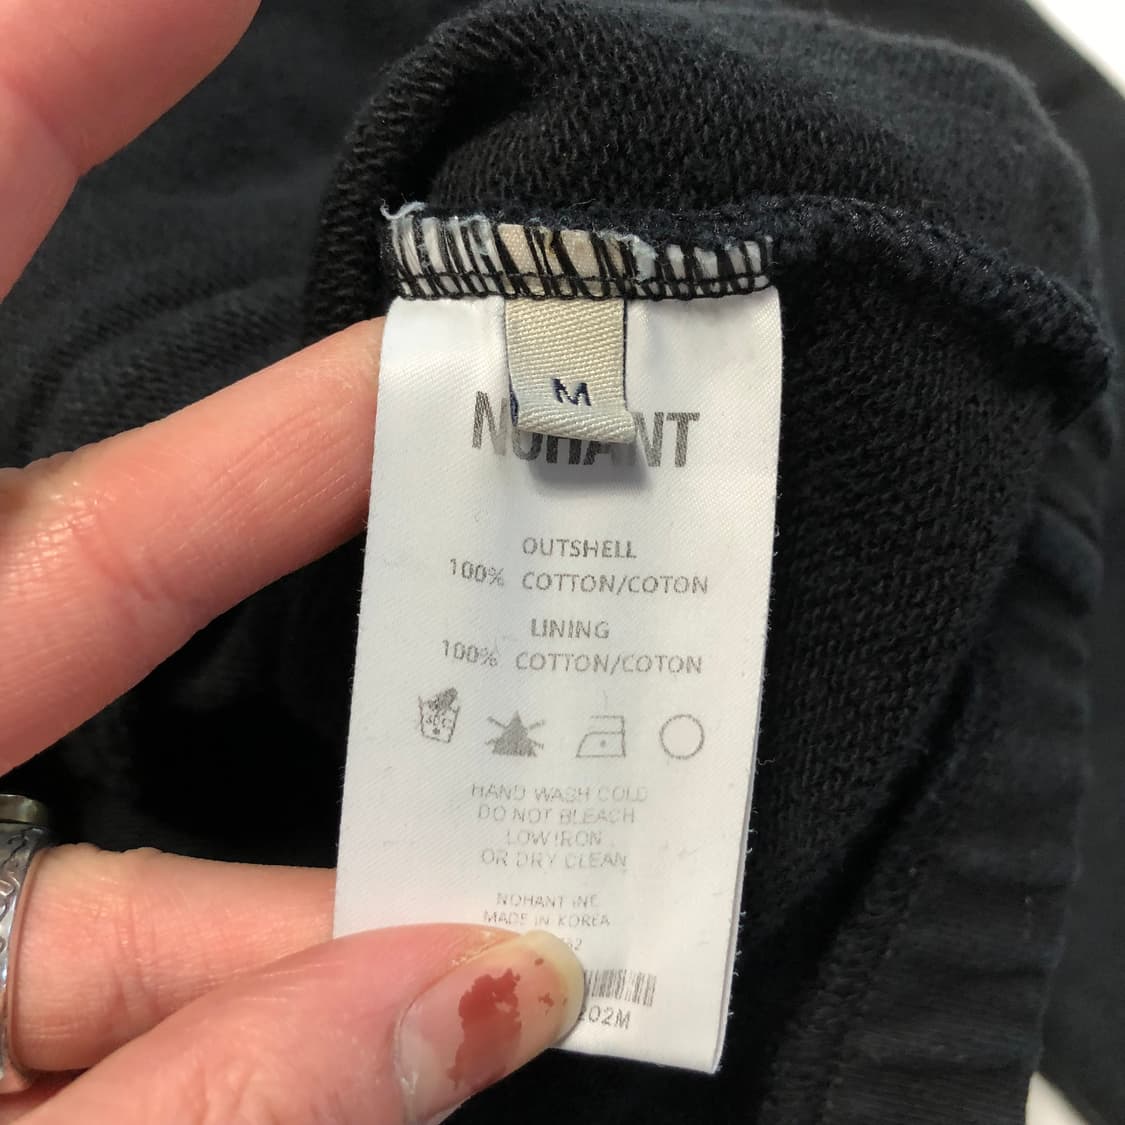 M
NOHANT
OUTSHELL
100% COTTON/COTON
LINING
100% COTTON/COTON
HAND WASH COLD
DO NOT BLEACH
LOW IRON
OR DRY CLEAN
NOHANT INC
MADE IN KOREA